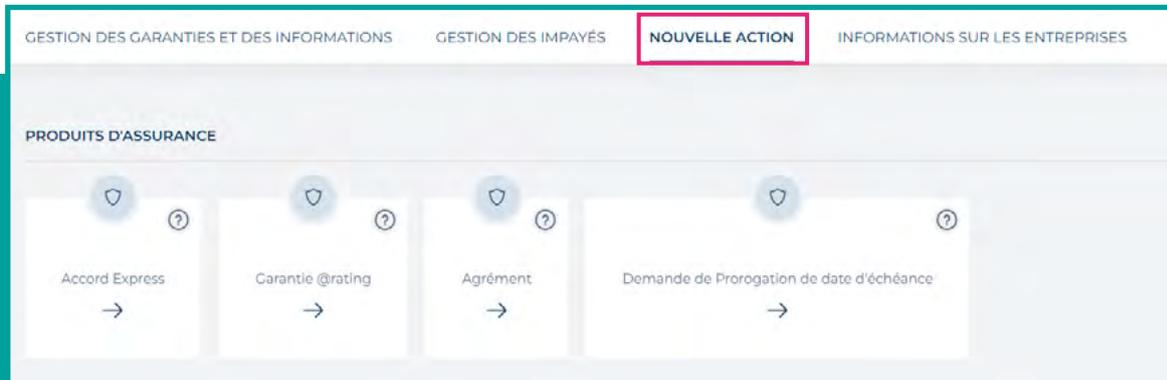 GESTION DES GARANTIES ET DES INFORMATIONS GESTION DES IMPAYÉS NOUVELLE ACTION INFORMATIONS SUR LES ENTREPRISES
PRODUITS D'ASSURANCE
? ? ? ?
Accord Express Garantie @rating Agrément Demande de Prorogation de date d'échéance